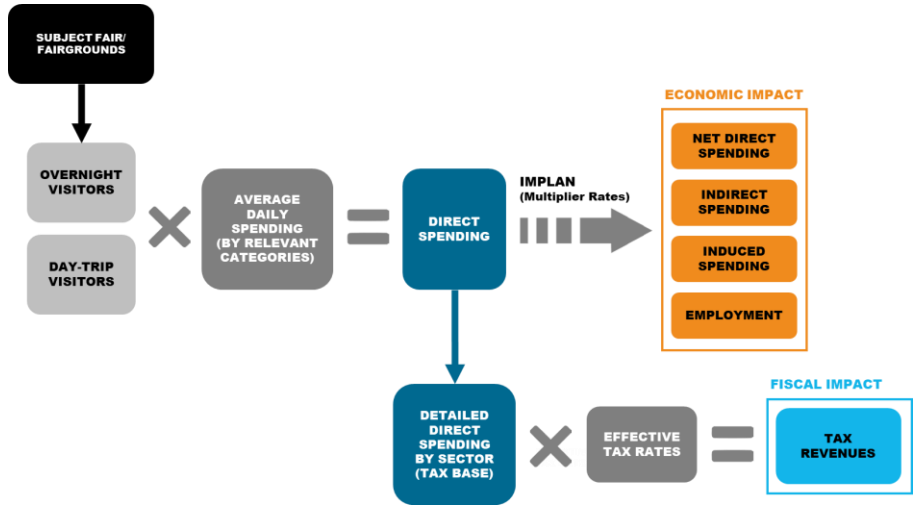 SUBJECT FAIR/
FAIRGROUNDS
OVERNIGHT
VISITORS
DAY-TRIP
VISITORS
AVERAGE
DAILY
SPENDING
(BY RELEVANT
CATEGORIES)
DIRECT
SPENDING
IMPLAN
(Multiplier Rates)
ECONOMIC IMPACT
NET DIRECT
SPENDING
INDIRECT
SPENDING
INDUCED
SPENDING
EMPLOYMENT
DETAILED
DIRECT
SPENDING
BY SECTOR
(TAX BASE)
EFFECTIVE
TAX RATES
FISCAL IMPACT
TAX
REVENUES